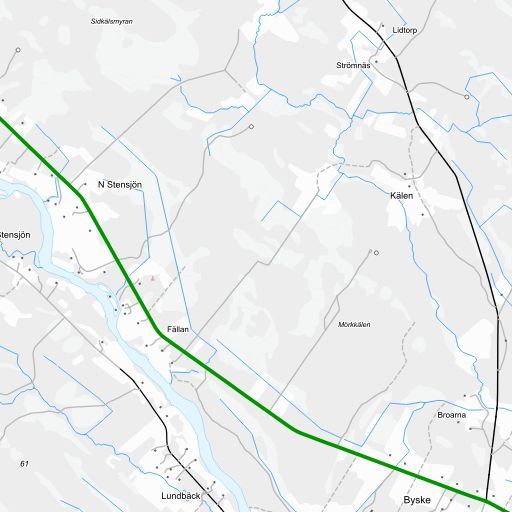 Sidkälsmyran
Lidtorp
Strömnäs
N Stensjön
Kälen
Stensjön
Fällan
Mörkkälen
Broarna
61
Lundbäck
Byske